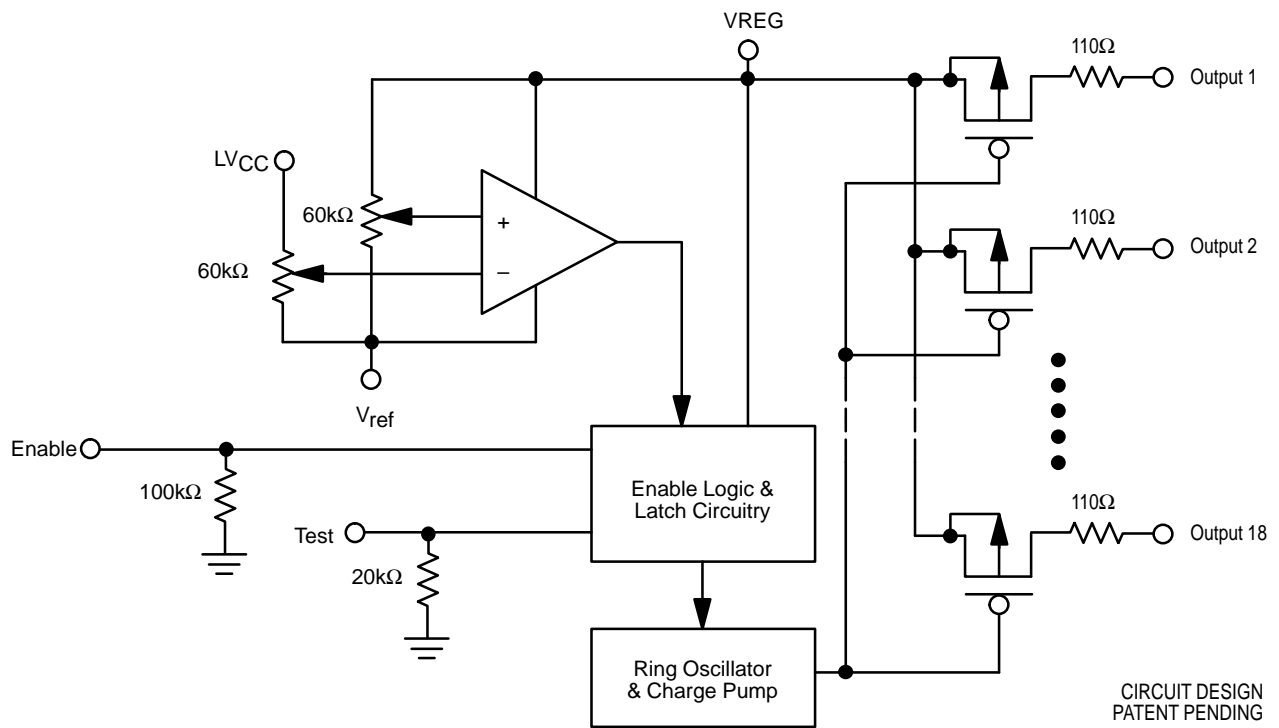 VREG
110Ω
Output 1
LVCC
60kΩ
+
60kΩ
−
110Ω
Output 2
Vref
Enable
100kΩ
Enable Logic &
Latch Circuitry
Test
20kΩ
110Ω
Output 18
Ring Oscillator
& Charge Pump
CIRCUIT DESIGN
PATENT PENDING